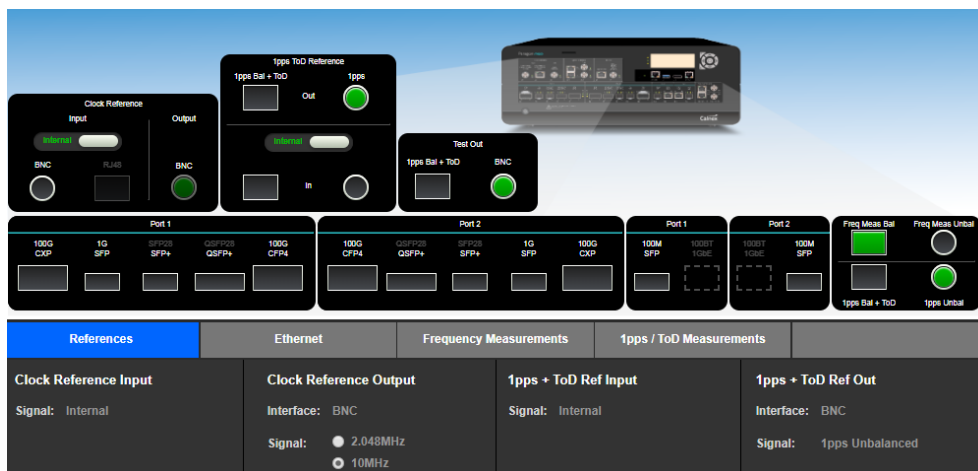 1pps ToD Reference
1pps Bal + ToD
1pps
Out
Internal
In
Clock Reference
Input
Output
Internal
BNC
RJ48
BNC
Test Out
1pps Bal + ToD
BNC
Calnex
Port 1
100G CXP
1G SFP
SFP28 SFP+
QSFP28 QSFP+
100G CFP4
Port 2
100G CFP4
QSFP28 QSFP+
SFP28 SFP+
1G SFP
100G CXP
Port 1
100M SFP
100BT 1GbE
Port 2
100BT 1GbE
100M SFP
Freq Meas Bal
Freq Meas Unbal
1pps Bal + ToD
1pps Unbal
References
Ethernet
Frequency Measurements
1pps / ToD Measurements
Clock Reference Input
Signal: Internal
Clock Reference Output
Interface: BNC
Signal: 2.048MHz
10MHz
1pps + ToD Ref Input
Signal: Internal
1pps + ToD Ref Out
Interface: BNC
Signal: 1pps Unbalanced